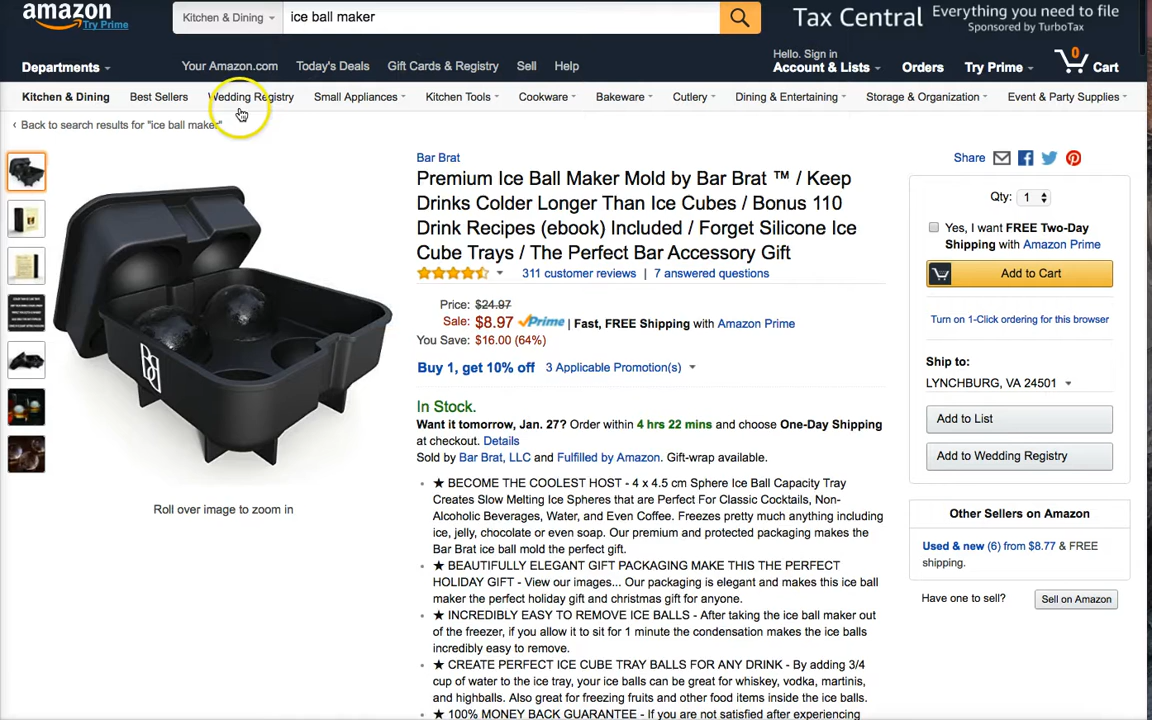 amazon
Try Prime
Kitchen & Dining
ice ball maker
Tax Central
Everything you need to file
Sponsored by TurboTax
Departments
Your Amazon.com
Today's Deals
Gift Cards & Registry
Sell
Help
Hello. Sign in
Account & Lists
Orders
Try Prime
0
Cart
Kitchen & Dining
Best Sellers
Wedding Registry
Small Appliances
Kitchen Tools
Cookware
Bakeware
Cutlery
Dining & Entertaining
Storage & Organization
Event & Party Supplies
‹ Back to search results for "ice ball maker"
Bar Brat
Premium Ice Ball Maker Mold by Bar Brat ™ / Keep
Drinks Colder Longer Than Ice Cubes / Bonus 110
Drink Recipes (ebook) Included / Forget Silicone Ice
Cube Trays / The Perfect Bar Accessory Gift
311 customer reviews | 7 answered questions
Price: $24.97
Sale: $8.97 Prime | Fast, FREE Shipping with Amazon Prime
You Save: $16.00 (64%)
Buy 1, get 10% off 3 Applicable Promotion(s)
In Stock.
Want it tomorrow, Jan. 27? Order within 4 hrs 22 mins and choose One-Day Shipping
at checkout. Details
Sold by Bar Brat, LLC and Fulfilled by Amazon. Gift-wrap available.
★ BECOME THE COOLEST HOST - 4 x 4.5 cm Sphere Ice Ball Capacity Tray
Creates Slow Melting Ice Spheres that are Perfect For Classic Cocktails, Non-
Alcoholic Beverages, Water, and Even Coffee. Freezes pretty much anything including
ice, jelly, chocolate or even soap. Our premium and protected packaging makes the
Bar Brat ice ball mold the perfect gift.
★ BEAUTIFULLY ELEGANT GIFT PACKAGING MAKE THIS THE PERFECT
HOLIDAY GIFT - View our images... Our packaging is elegant and makes this ice ball
maker the perfect holiday gift and christmas gift for anyone.
★ INCREDIBLY EASY TO REMOVE ICE BALLS - After taking the ice ball maker out
of the freezer, if you allow it to sit for 1 minute the condensation makes the ice balls
incredibly easy to remove.
★ CREATE PERFECT ICE CUBE TRAY BALLS FOR ANY DRINK - By adding 3/4
cup of water to the ice tray, your ice balls can be great for whiskey, vodka, martinis,
and highballs. Also great for freezing fruits and other food items inside the ice balls.
★ 100% MONEY BACK GUARANTEE - If you are not satisfied after experiencing
Roll over image to zoom in
Share
Qty: 1
Yes, I want FREE Two-Day
Shipping with Amazon Prime
Add to Cart
Turn on 1-Click ordering for this browser
Ship to:
LYNCHBURG, VA 24501
Add to List
Add to Wedding Registry
Other Sellers on Amazon
Used & new (6) from $8.77 & FREE
shipping.
Have one to sell?
Sell on Amazon